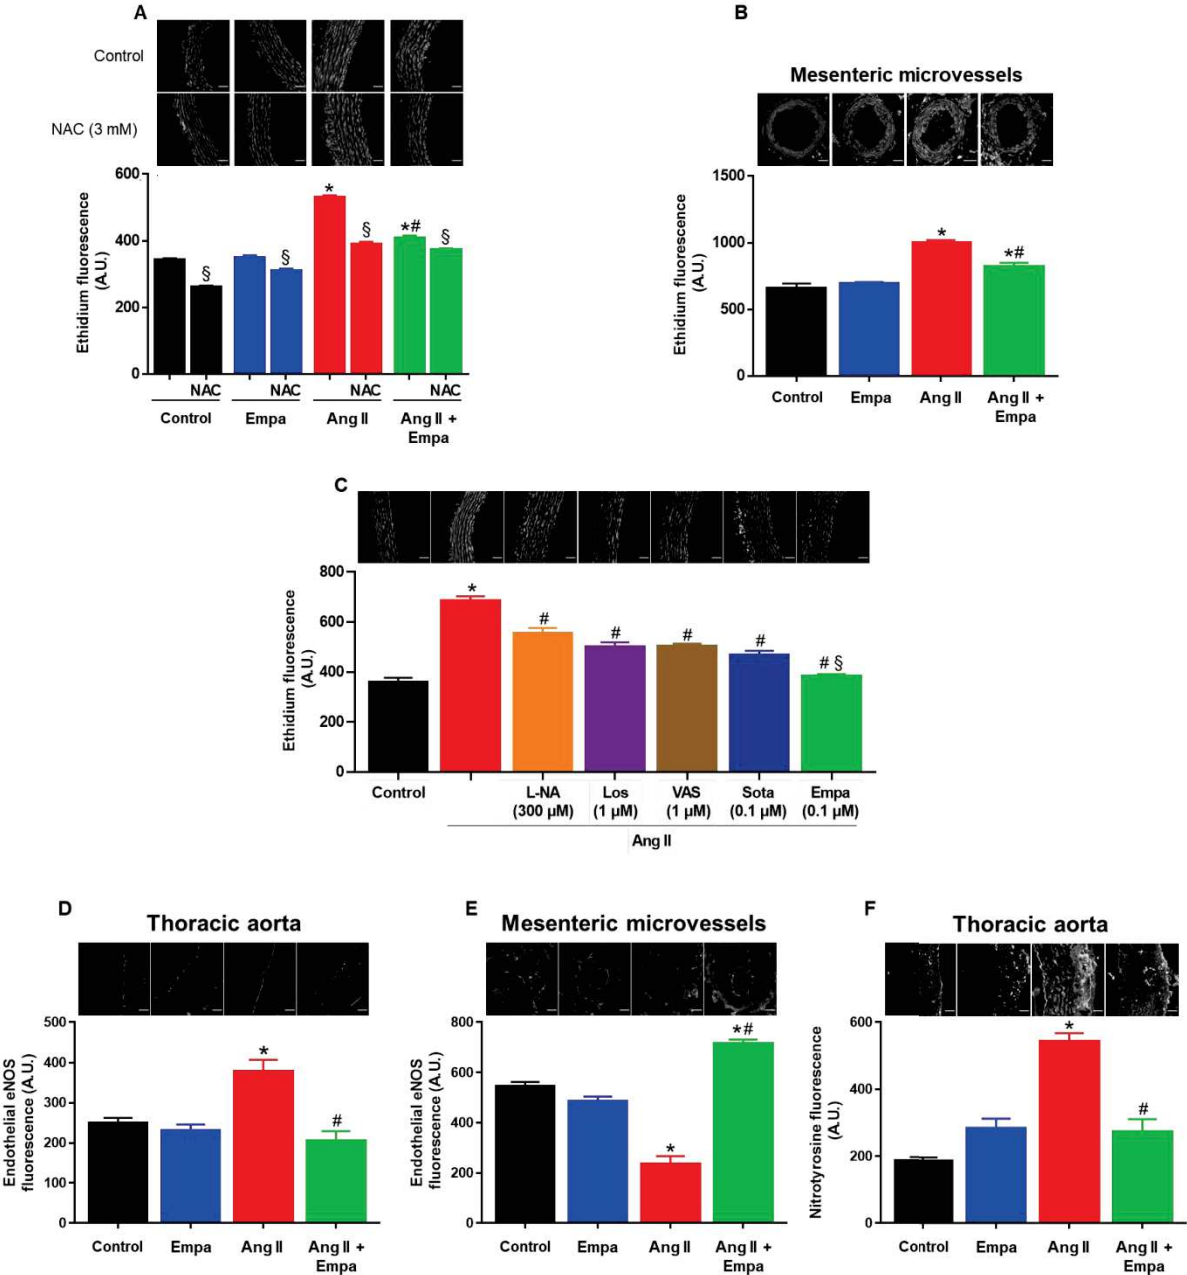 A
Control
NAC (3 mM)
Ethidium fluorescence
(A.U.)
600
400
200
0
*
§
§
§
*#
§
NAC NAC NAC NAC
Control Empa Ang II Ang II +
Empa
B
Mesenteric microvessels
Ethidium fluorescence
(A.U.)
1500
1000
500
0
*
*#
Control Empa Ang II Ang II +
Empa
C
Ethidium fluorescence
(A.U.)
800
600
400
200
0
*
#
#
#
#
# §
Control L-NA Los VAS Sota Empa
(300 µM) (1 µM) (1 µM) (0.1 µM) (0.1 µM)
Ang II
D
Thoracic aorta
Endothelial eNOS
fluorescence (A.U.)
500
400
300
200
100
0
*
#
Control Empa Ang II Ang II +
Empa
E
Mesenteric microvessels
Endothelial eNOS
fluorescence (A.U.)
800
600
400
200
0
*
*#
Control Empa Ang II Ang II +
Empa
F
Thoracic aorta
Nitrotyrosine fluorescence
(A.U.)
600
400
200
0
*
#
Control Empa Ang II Ang II +
Empa